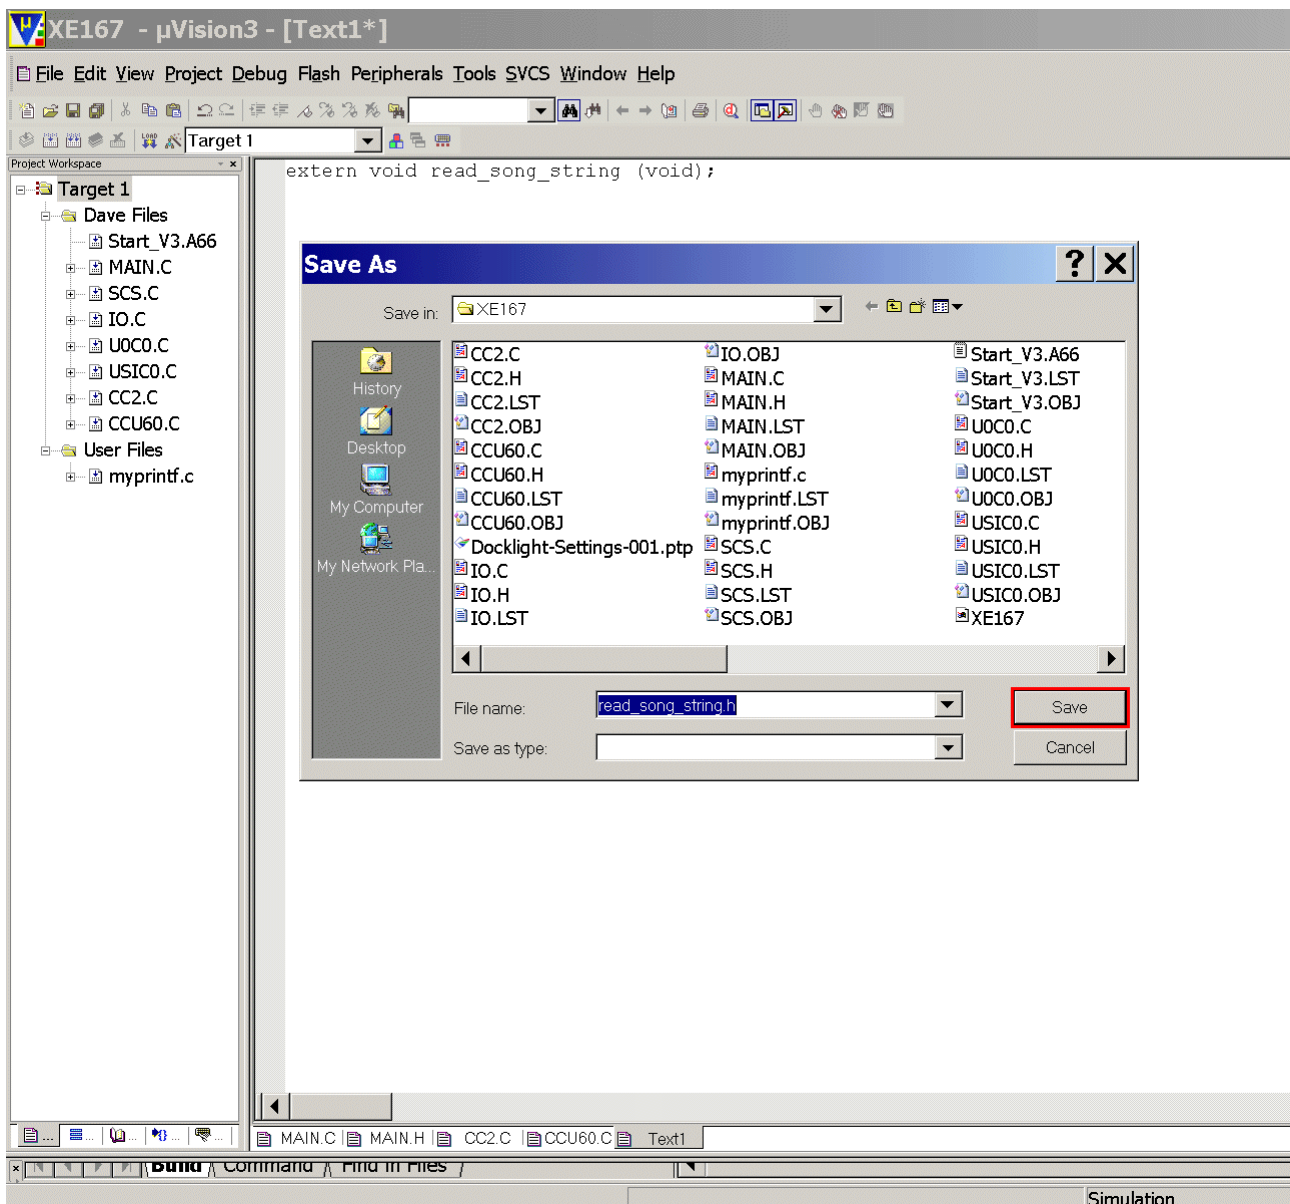 XE167 - µVision3 - [Text1*]
File Edit View Project Debug Flash Peripherals Tools SVCS Window Help
Target 1
Project Workspace
Target 1
Dave Files
Start_V3.A66
MAIN.C
SCS.C
IO.C
U0C0.C
USIC0.C
CC2.C
CCU60.C
User Files
myprintf.c
extern void read_song_string (void);
Save As
Save in: XE167
History
Desktop
My Computer
My Network Pla...
CC2.C
CC2.H
CC2.LST
CC2.OBJ
CCU60.C
CCU60.H
CCU60.LST
CCU60.OBJ
Docklight-Settings-001.ptp
IO.C
IO.H
IO.LST
IO.OBJ
MAIN.C
MAIN.H
MAIN.LST
MAIN.OBJ
myprintf.c
myprintf.LST
myprintf.OBJ
SCS.C
SCS.H
SCS.LST
SCS.OBJ
Start_V3.A66
Start_V3.LST
Start_V3.OBJ
U0C0.C
U0C0.H
U0C0.LST
U0C0.OBJ
USIC0.C
USIC0.H
USIC0.LST
USIC0.OBJ
XE167
File name: read_song_string.h
Save
Save as type:
Cancel
MAIN.C MAIN.H CC2.C CCU60.C Text1
Build Command Find in Files
Simulation